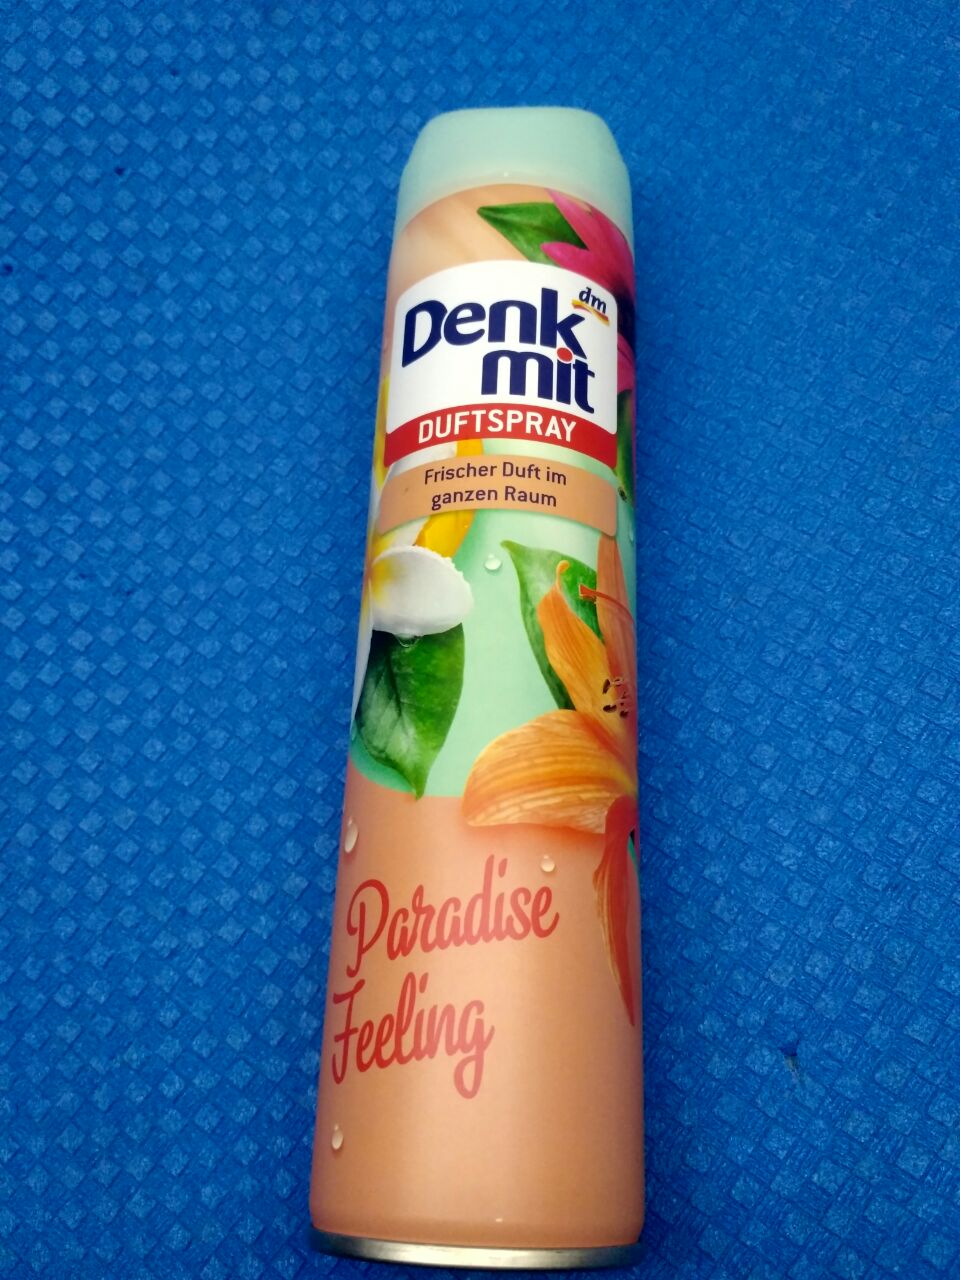 dm
Denk
mit
DUFTSPRAY
Frischer Duft im
ganzen Raum
Paradise
Feeling